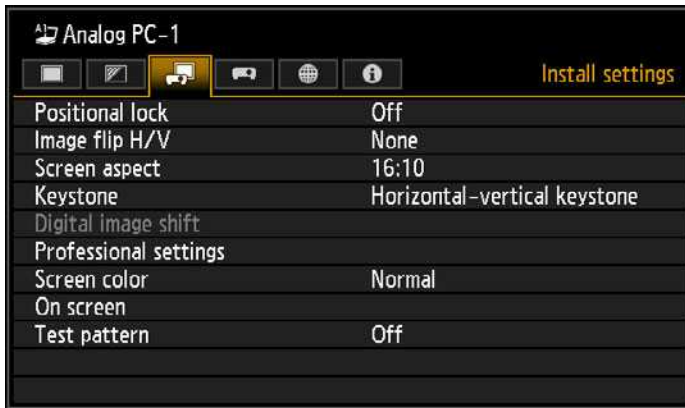 Analog PC-1
Install settings
Positional lock Off
Image flip H/V None
Screen aspect 16:10
Keystone Horizontal-vertical keystone
Digital image shift
Professional settings
Screen color Normal
On screen
Test pattern Off